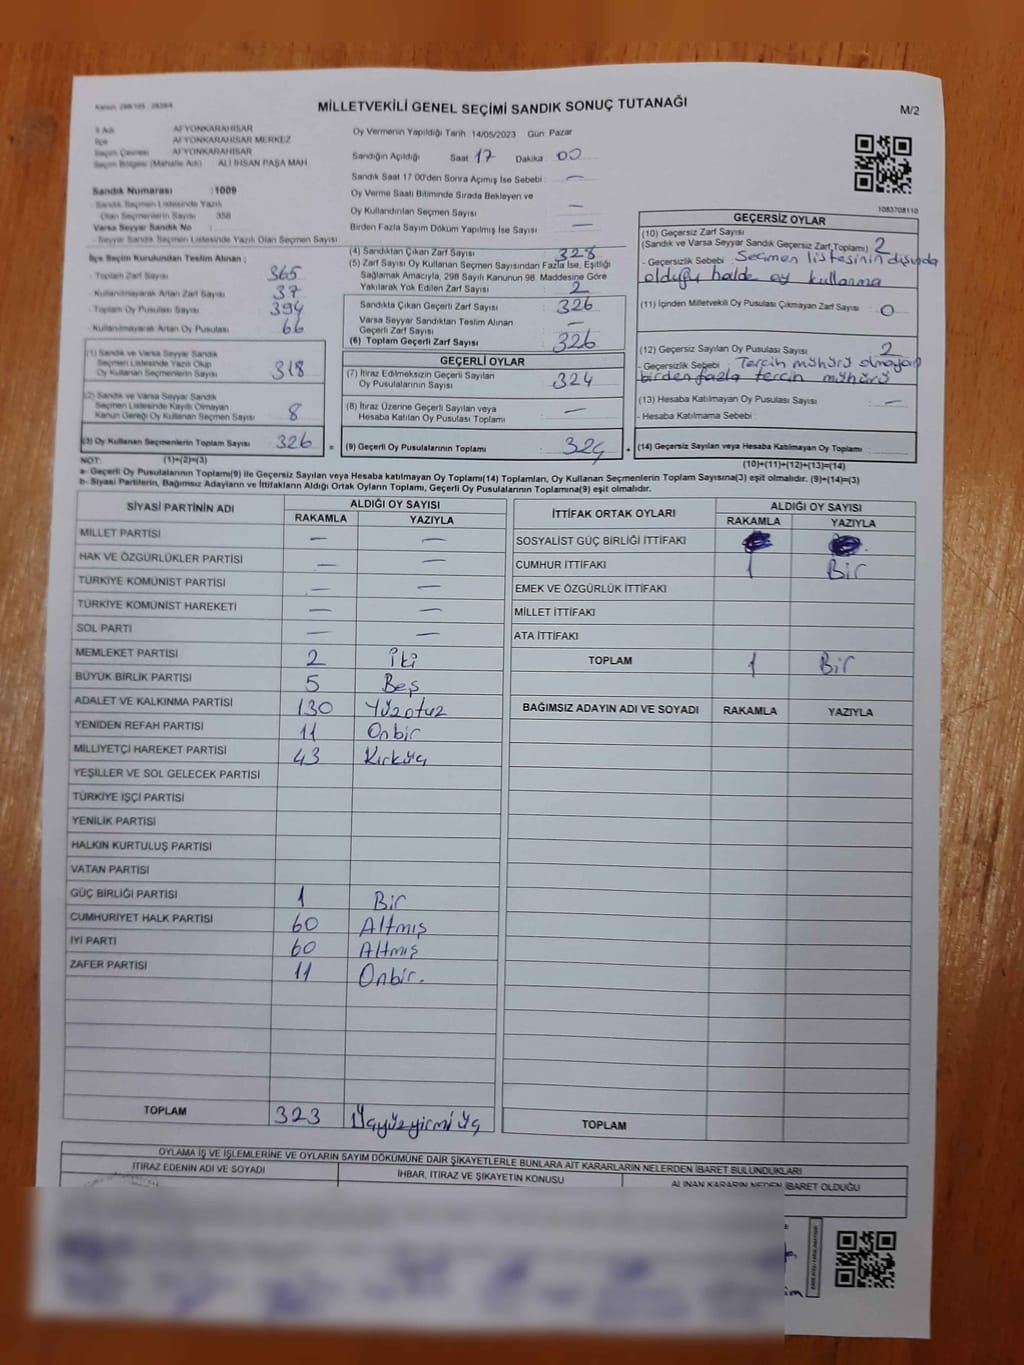 Kanun, 298/105 , 2839/4
MİLLETVEKİLİ GENEL SEÇİMİ SANDIK SONUÇ TUTANAĞI
M/2
İl Adı AFYONKARAHİSAR
İlçe AFYONKARAHİSAR MERKEZ
Seçim Çevresi AFYONKARAHİSAR
Seçim Bölgesi (Mahalle Adı) ALİ İHSAN PAŞA MAH
Sandık Numarası :1009
- Sandık Seçmen Listesinde Yazılı
Olan Seçmenlerin Sayısı 358
Varsa Seyyar Sandık No :
- Seyyar Sandık Seçmen Listesinde Yazılı Olan Seçmen Sayısı
İlçe Seçim Kurulundan Teslim Alınan ;
- Toplam Zarf Sayısı 365
- Kullanılmayarak Artan Zarf Sayısı 37
- Toplam Oy Pusulası Sayısı 394
- Kullanılmayarak Artan Oy Pusulası 66
(1) Sandık ve Varsa Seyyar Sandık
Seçmen Listesinde Yazılı Olup
Oy Kullanan Seçmenlerin Sayısı 318
(2) Sandık ve Varsa Seyyar Sandık
Seçmen Listesinde Kayıtlı Olmayan
Kanun Gereği Oy Kullanan Seçmen Sayısı 8
(3) Oy Kullanan Seçmenlerin Toplam Sayısı 326 =
Oy Vermenin Yapıldığı Tarih 14/05/2023 Gün Pazar
Sandığın Açıldığı Saat 17 Dakika 00
Sandık Saat 17:00'den Sonra Açımış İse Sebebi : —
Oy Verme Saati Bitiminde Sırada Bekleyen ve
Oy Kullandırılan Seçmen Sayısı —
Birden Fazla Sayım Döküm Yapılmış İse Sayısı : —
(4) Sandıktan Çıkan Zarf Sayısı 328
(5) Zarf Sayısı Oy Kullanan Seçmen Sayısından Fazla İse, Eşitliği
Sağlamak Amacıyla, 298 Sayılı Kanunun 98. Maddesine Göre
Yakılarak Yok Edilen Zarf Sayısı : 2
Sandıkta Çıkan Geçerli Zarf Sayısı : 326
Varsa Seyyar Sandıktan Teslim Alınan
Geçerli Zarf Sayısı : —
(6) Toplam Geçerli Zarf Sayısı : 326
GEÇERLİ OYLAR
(7) İtiraz Edilmeksizin Geçerli Sayılan
Oy Pusulalarının Sayısı : 324
(8) İtiraz Üzerine Geçerli Sayılan veya
Hesaba Katılan Oy Pusulaları Toplamı : —
(9) Geçerli Oy Pusulalarının Toplamı : 324 +
1083708110
GEÇERSİZ OYLAR
(10) Geçersiz Zarf Sayısı
(Sandık ve Varsa Seyyar Sandık Geçersiz Zarf Toplamı) : 2
- Geçersizlik Sebebi : Seçmen listesinin dışında
olduğu halde oy kullanma
(11) İçinden Milletvekili Oy Pusulası Çıkmayan Zarf Sayısı : 0
(12) Geçersiz Sayılan Oy Pusulası Sayısı : 2
- Geçersizlik Sebebi : Tercih mühürü olmayan
birden fazla tercih mühürü
(13) Hesaba Katılmayan Oy Pusulası Sayısı : —
- Hesaba Katılmama Sebebi :
(14) Geçersiz Sayılan veya Hesaba Katılmayan Oy Toplamı :
NOT: (1)+(2)=(3)
(10)+(11)+(12)+(13)=(14)
a- Geçerli Oy Pusulalarının Toplamı(9) ile Geçersiz Sayılan veya Hesaba katılmayan Oy Toplamı(14) Toplamları, Oy Kullanan Seçmenlerin Toplam Sayısına(3) eşit olmalıdır. (9)+(14)=(3)
b- Siyasi Partilerin, Bağımsız Adayların ve İttifakların Aldığı Ortak Oyların Toplamı, Geçerli Oy Pusulalarının Toplamına(9) eşit olmalıdır.
SİYASİ PARTİNİN ADI ALDIĞI OY SAYISI
RAKAMLA YAZIYLA
MİLLET PARTİSİ — —
HAK VE ÖZGÜRLÜKLER PARTİSİ — —
TÜRKİYE KOMÜNİST PARTİSİ — —
TÜRKİYE KOMÜNİST HAREKETİ — —
SOL PARTİ — —
MEMLEKET PARTİSİ 2 iki
BÜYÜK BİRLİK PARTİSİ 5 Beş
ADALET VE KALKINMA PARTİSİ 130 Yüzotuz
YENİDEN REFAH PARTİSİ 11 Onbir
MİLLİYETÇİ HAREKET PARTİSİ 43 Kırküç
YEŞİLLER VE SOL GELECEK PARTİSİ
TÜRKİYE İŞÇİ PARTİSİ
YENİLİK PARTİSİ
HALKIN KURTULUŞ PARTİSİ
VATAN PARTİSİ
GÜÇ BİRLİĞİ PARTİSİ 1 Bir
CUMHURİYET HALK PARTİSİ 60 Altmış
İYİ PARTİ 60 Altmış
ZAFER PARTİSİ 11 Onbir.
TOPLAM 323 Üçyüzyirmiüç
İTTİFAK ORTAK OYLARI ALDIĞI OY SAYISI
RAKAMLA YAZIYLA
SOSYALİST GÜÇ BİRLİĞİ İTTİFAKI
CUMHUR İTTİFAKI 1 Bir
EMEK VE ÖZGÜRLÜK İTTİFAKI
MİLLET İTTİFAKI
ATA İTTİFAKI
TOPLAM 1 Bir
BAĞIMSIZ ADAYIN ADI VE SOYADI RAKAMLA YAZIYLA
TOPLAM
OYLAMA İŞ VE İŞLEMLERİNE VE OYLARIN SAYIM DÖKÜMÜNE DAİR ŞİKAYETLERLE BUNLARA AİT KARARLARIN NELERDEN İBARET BULUNDUKLARI
İTİRAZ EDENİN ADI VE SOYADI İHBAR, İTİRAZ VE ŞİKAYETİN KONUSU ALINAN KARARIN NEDEN İBARET OLDUĞU